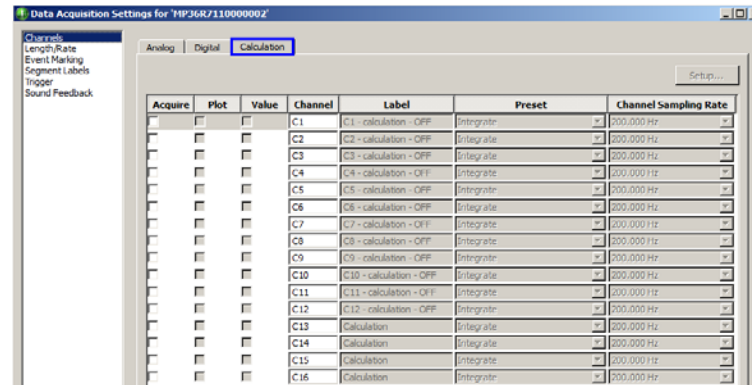 Data Acquisition Settings for 'MP36R7110000002'
Channels
Length/Rate
Event Marking
Segment Labels
Trigger
Sound Feedback
Analog Digital Calculation
Setup...
Acquire Plot Value Channel Label Preset Channel Sampling Rate
C1 C1 - calculation - OFF Integrate 200.000 Hz
C2 C2 - calculation - OFF Integrate 200.000 Hz
C3 C3 - calculation - OFF Integrate 200.000 Hz
C4 C4 - calculation - OFF Integrate 200.000 Hz
C5 C5 - calculation - OFF Integrate 200.000 Hz
C6 C6 - calculation - OFF Integrate 200.000 Hz
C7 C7 - calculation - OFF Integrate 200.000 Hz
C8 C8 - calculation - OFF Integrate 200.000 Hz
C9 C9 - calculation - OFF Integrate 200.000 Hz
C10 C10 - calculation - OFF Integrate 200.000 Hz
C11 C11 - calculation - OFF Integrate 200.000 Hz
C12 C12 - calculation - OFF Integrate 200.000 Hz
C13 Calculation Integrate 200.000 Hz
C14 Calculation Integrate 200.000 Hz
C15 Calculation Integrate 200.000 Hz
C16 Calculation Integrate 200.000 Hz